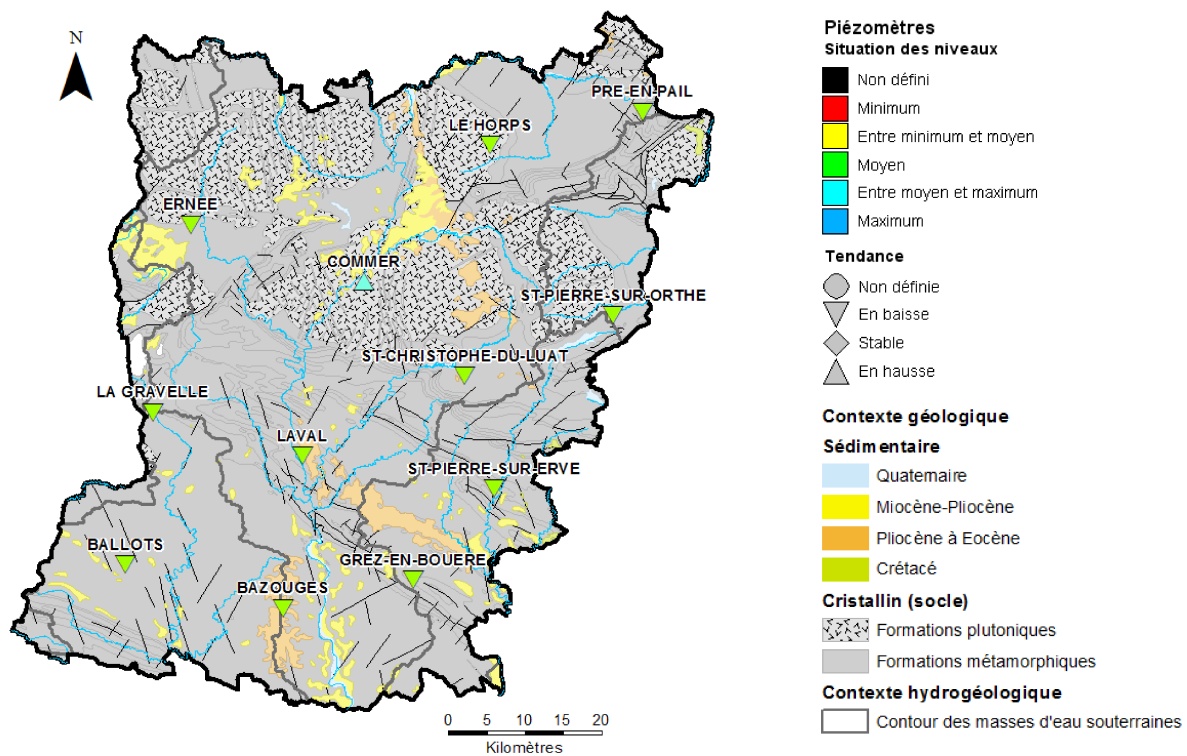 N
PRE-EN-PAIL
LE HORPS
ERNEE
COMMER
ST-PIERRE-SUR-ORTHE
ST-CHRISTOPHE-DU-LUAT
LA GRAVELLE
LAVAL
ST-PIERRE-SUR-ERVE
BALLOTS
GREZ-EN-BOUERE
BAZOUGES
0 5 10 15 20
Kilomètres
Piézomètres
Situation des niveaux
Non défini
Minimum
Entre minimum et moyen
Moyen
Entre moyen et maximum
Maximum
Tendance
Non définie
En baisse
Stable
En hausse
Contexte géologique
Sédimentaire
Quaternaire
Miocène-Pliocène
Pliocène à Eocène
Crétacé
Cristallin (socle)
Formations plutoniques
Formations métamorphiques
Contexte hydrogéologique
Contour des masses d'eau souterraines